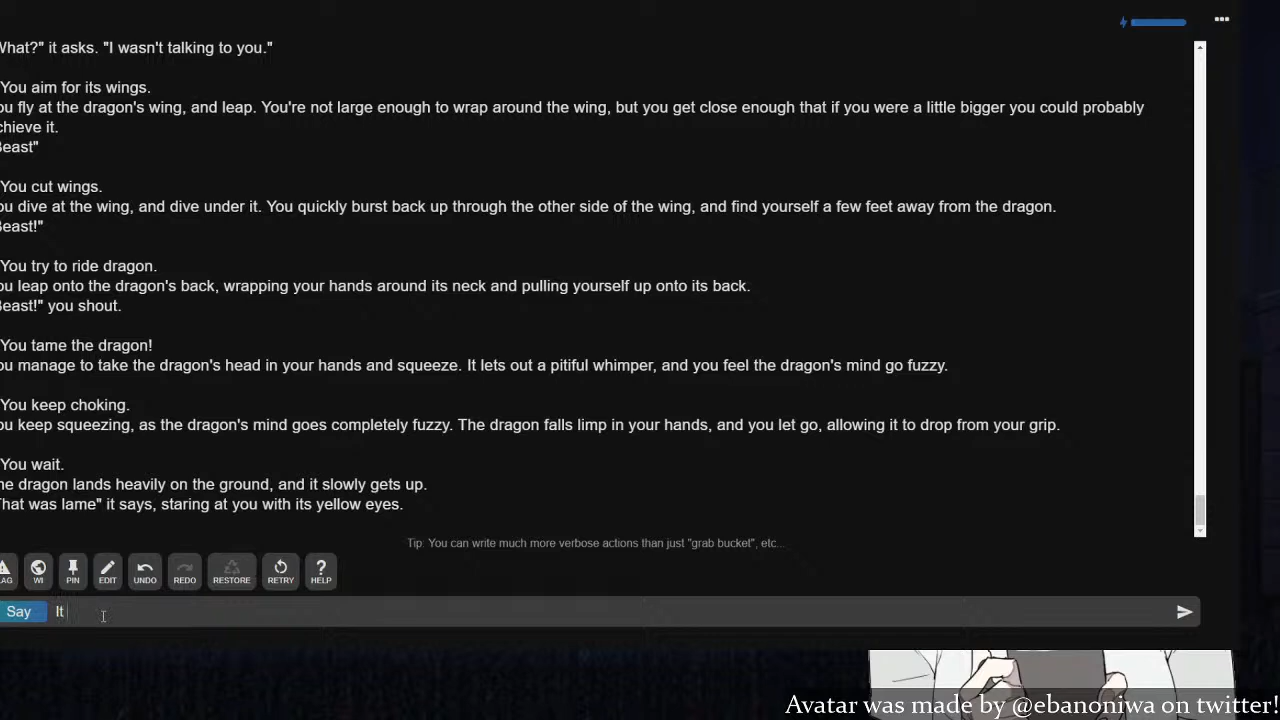 What?" it asks. "I wasn't talking to you."
You aim for its wings.
ou fly at the dragon's wing, and leap. You're not large enough to wrap around the wing, but you get close enough that if you were a little bigger you could probably
chieve it.
Beast"
You cut wings.
ou dive at the wing, and dive under it. You quickly burst back up through the other side of the wing, and find yourself a few feet away from the dragon.
Beast!"
You try to ride dragon.
ou leap onto the dragon's back, wrapping your hands around its neck and pulling yourself up onto its back.
Beast!" you shout.
You tame the dragon!
ou manage to take the dragon's head in your hands and squeeze. It lets out a pitiful whimper, and you feel the dragon's mind go fuzzy.
You keep choking.
ou keep squeezing, as the dragon's mind goes completely fuzzy. The dragon falls limp in your hands, and you let go, allowing it to drop from your grip.
You wait.
he dragon lands heavily on the ground, and it slowly gets up.
That was lame" it says, staring at you with its yellow eyes.
Tip: You can write much more verbose actions than just "grab bucket", etc...
LAG WI PIN EDIT UNDO REDO RESTORE RETRY HELP
Say It
Avatar was made by @ebanoniwa on twitter!